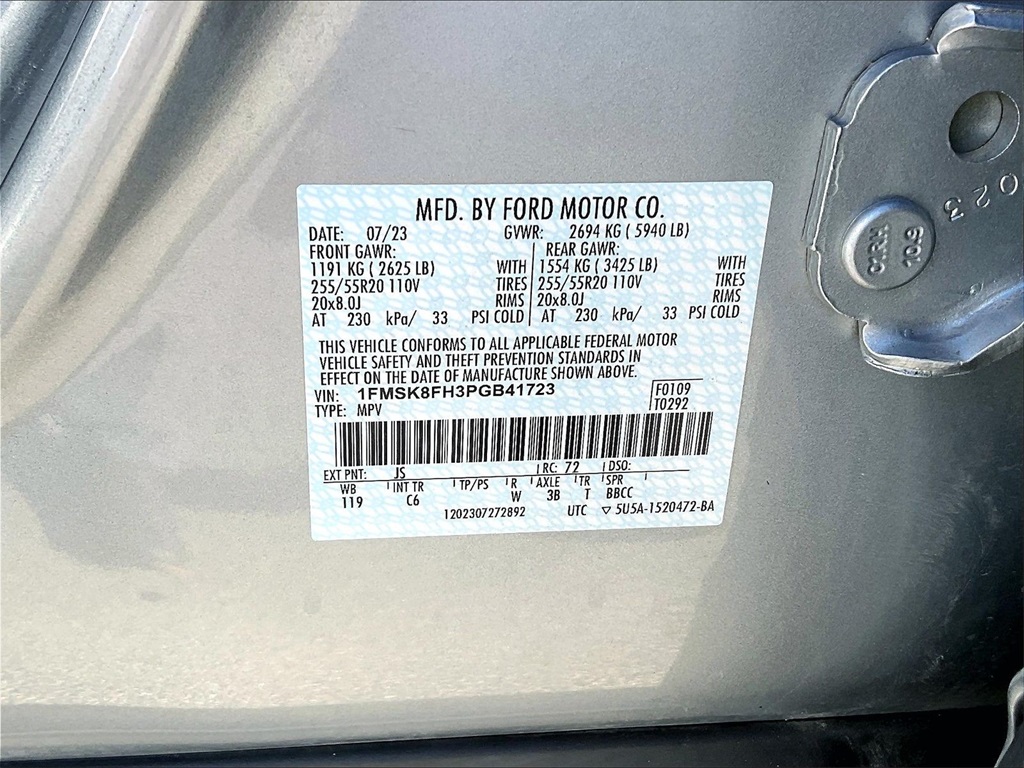 MFD. BY FORD MOTOR CO.
DATE: 07/23 GVWR: 2694 KG ( 5940 LB)
FRONT GAWR: REAR GAWR:
1191 KG ( 2625 LB) WITH 1554 KG ( 3425 LB) WITH
255/55R20 110V TIRES 255/55R20 110V TIRES
20x8.0J RIMS 20x8.0J RIMS
AT 230 kPa/ 33 PSI COLD AT 230 kPa/ 33 PSI COLD
THIS VEHICLE CONFORMS TO ALL APPLICABLE FEDERAL MOTOR
VEHICLE SAFETY AND THEFT PREVENTION STANDARDS IN
EFFECT ON THE DATE OF MANUFACTURE SHOWN ABOVE.
VIN: 1FMSK8FH3PGB41723 F0109
TYPE: MPV T0292
EXT PNT: JS RC: 72 DSO:
WB INT TR TP/PS R AXLE TR SPR
119 C6 W 3B T BBCC
1202307272892 UTC ▽ 5U5A-1520472-BA
023
01RH
10.9